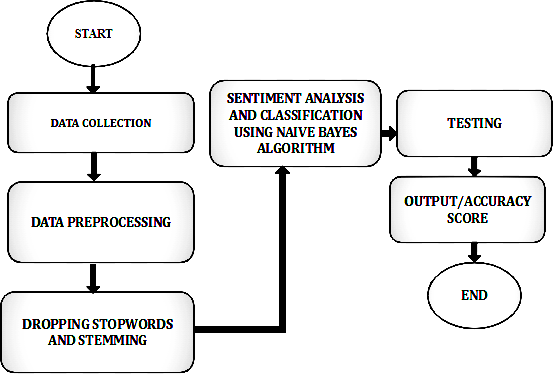 START
DATA COLLECTION
DATA PREPROCESSING
DROPPING STOPWORDS
AND STEMMING
SENTIMENT ANALYSIS
AND CLASSIFICATION
USING NAIVE BAYES
ALGORITHM
TESTING
OUTPUT/ACCURACY
SCORE
END